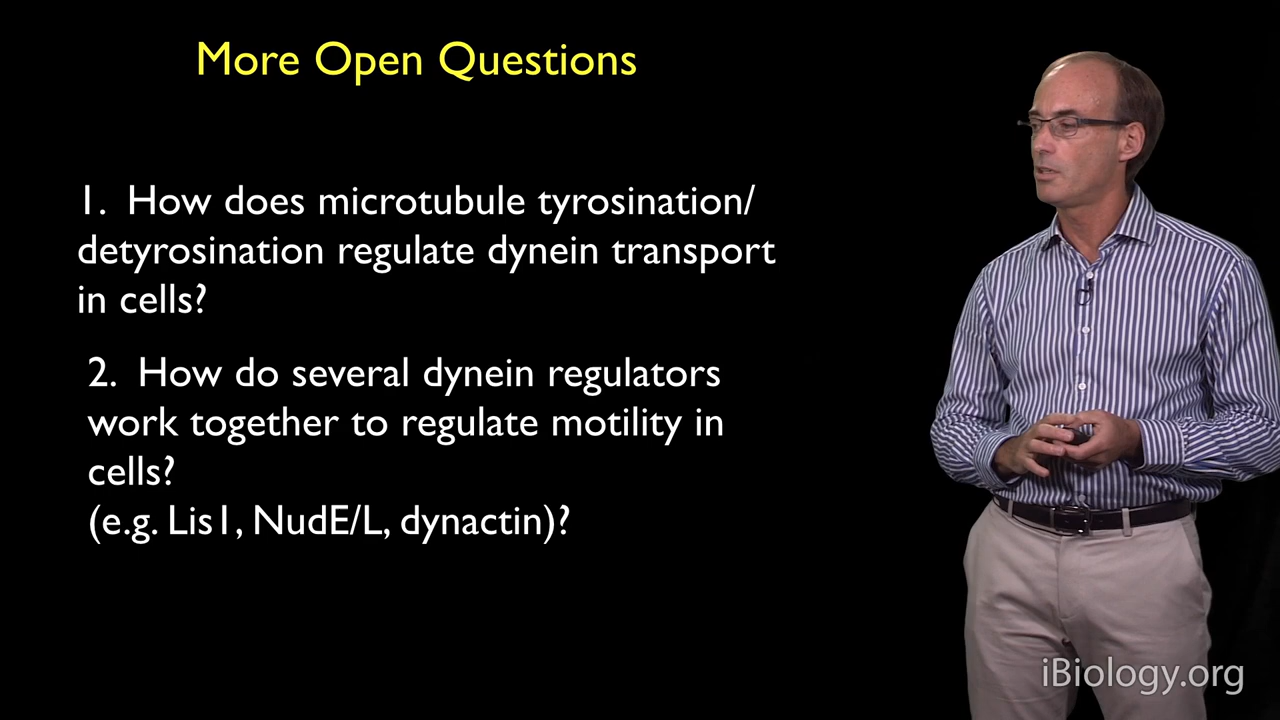 More Open Questions
1. How does microtubule tyrosination/
detyrosination regulate dynein transport
in cells?
2. How do several dynein regulators
work together to regulate motility in
cells?
(e.g. Lis1, NudE/L, dynactin)?
iBiology.org